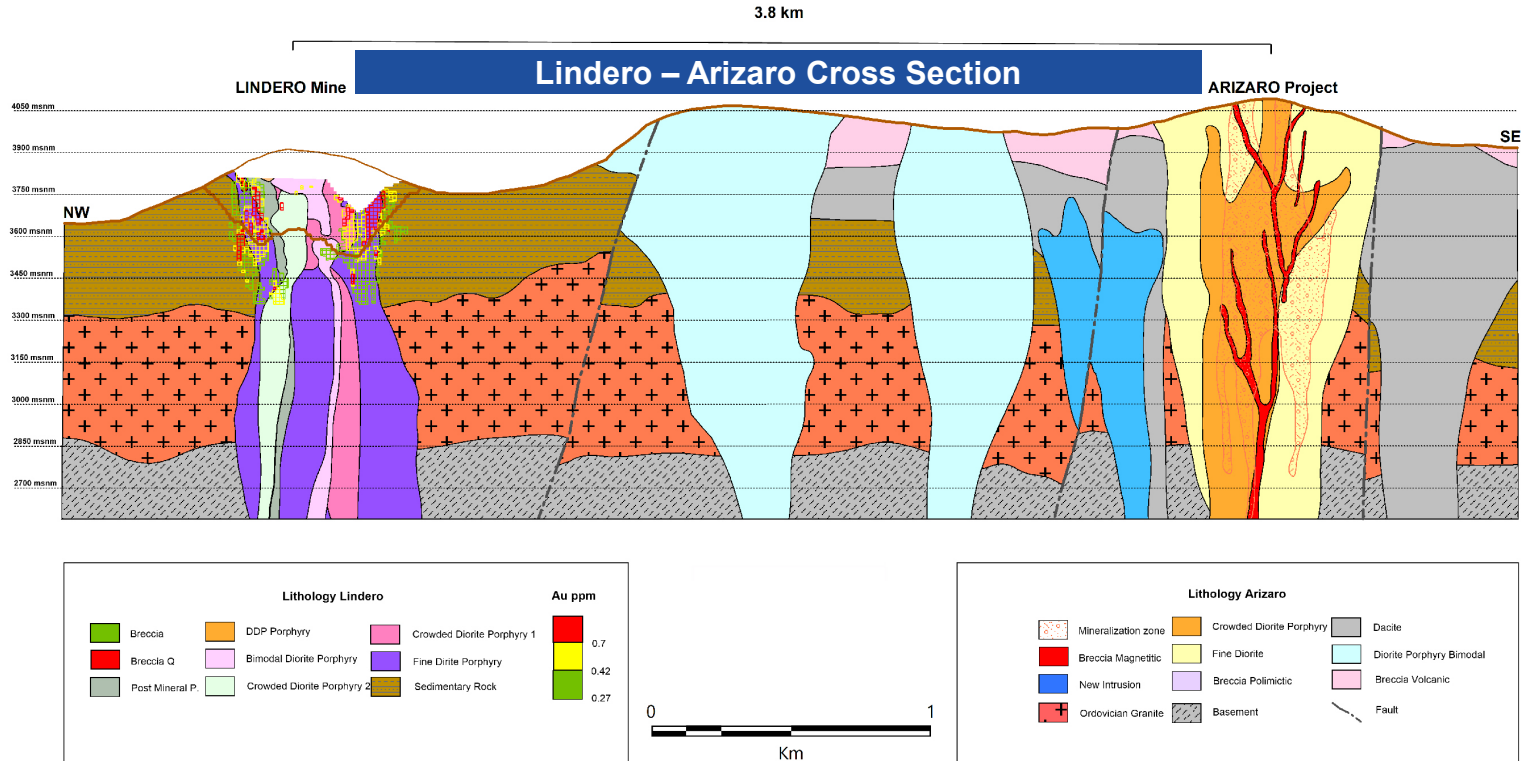 3.8 km
Lindero – Arizaro Cross Section
LINDERO Mine
ARIZARO Project
4050 msnm
3900 msnm
3750 msnm
3600 msnm
3450 msnm
3300 msnm
3150 msnm
3000 msnm
2850 msnm
2700 msnm
NW
SE
Lithology Lindero
Breccia
Breccia Q
Post Mineral P.
DDP Porphyry
Bimodal Diorite Porphyry
Crowded Diorite Porphyry 2
Crowded Diorite Porphyry 1
Fine Dirite Porphyry
Sedimentary Rock
Au ppm
0.7
0.42
0.27
0
1
Km
Lithology Arizaro
Mineralization zone
Breccia Magnetitic
New Intrusion
Ordovician Granite
Crowded Diorite Porphyry
Fine Diorite
Breccia Polimictic
Basement
Dacite
Diorite Porphyry Bimodal
Breccia Volcanic
Fault